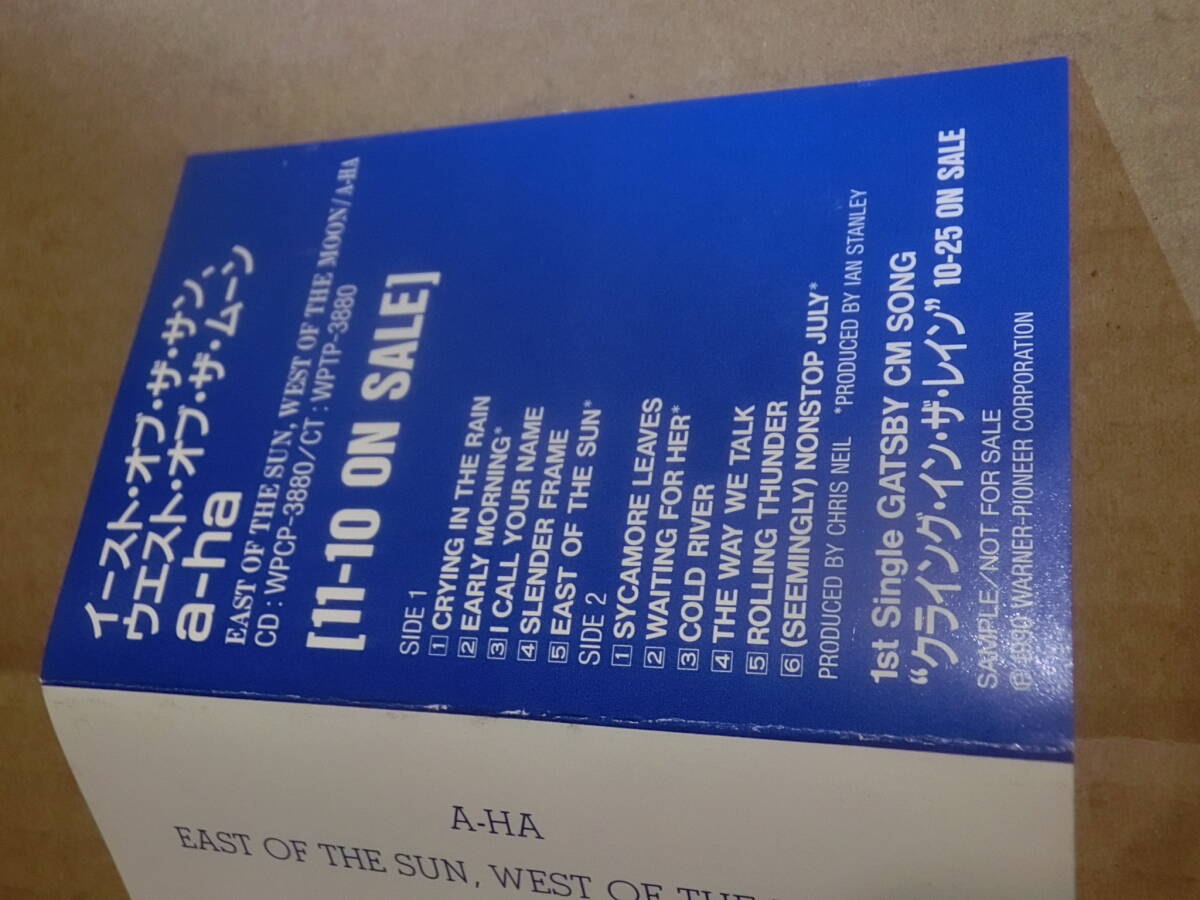 イースト・オブ・ザ・サン、
ウエスト・オブ・ザ・ムーン
a-ha
EAST OF THE SUN, WEST OF THE MOON/A-HA
CD:WPCP-3880/CT:WPTP-3880
[11-10 ON SALE]
SIDE 1
1 CRYING IN THE RAIN
2 EARLY MORNING*
3 I CALL YOUR NAME
4 SLENDER FRAME
5 EAST OF THE SUN*
SIDE 2
1 SYCAMORE LEAVES
2 WAITING FOR HER*
3 COLD RIVER
4 THE WAY WE TALK
5 ROLLING THUNDER
6 (SEEMINGLY) NONSTOP JULY*
PRODUCED BY CHRIS NEIL *PRODUCED BY IAN STANLEY
1st Single GATSBY CM SONG
"クライング・イン・ザ・レイン" 10-25 ON SALE
SAMPLE/NOT FOR SALE
Ⓟ1990 WARNER-PIONEER CORPORATION
A-HA
EAST OF THE SUN, WEST OF THE